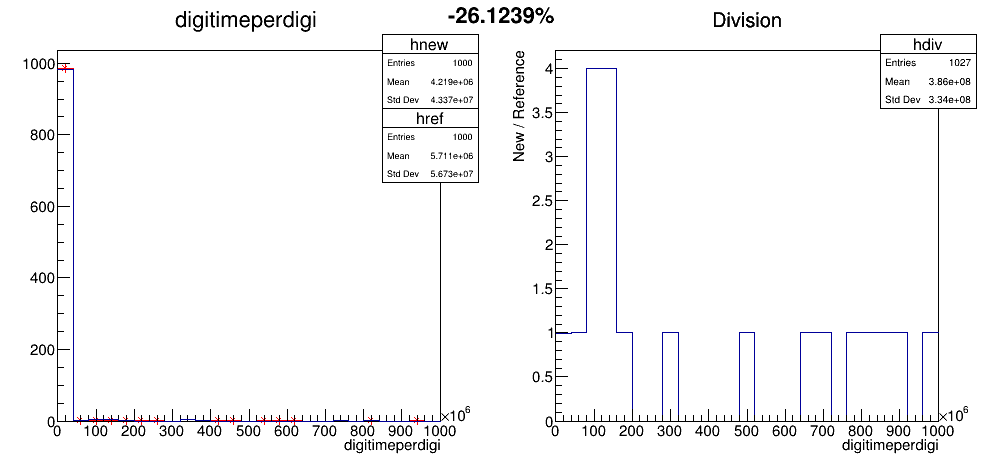 -26.1239%
digitimeperdigi
hnew
Entries 1000
Mean 4.219e+06
Std Dev 4.337e+07
href
Entries 1000
Mean 5.711e+06
Std Dev 5.673e+07
1000
800
600
400
200
0
0 100 200 300 400 500 600 700 800 900 1000
×10^6
digitimeperdigi
Division
hdiv
Entries 1027
Mean 3.86e+08
Std Dev 3.34e+08
New / Reference
4
3.5
3
2.5
2
1.5
1
0.5
0
0 100 200 300 400 500 600 700 800 900 1000
×10^6
digitimeperdigi